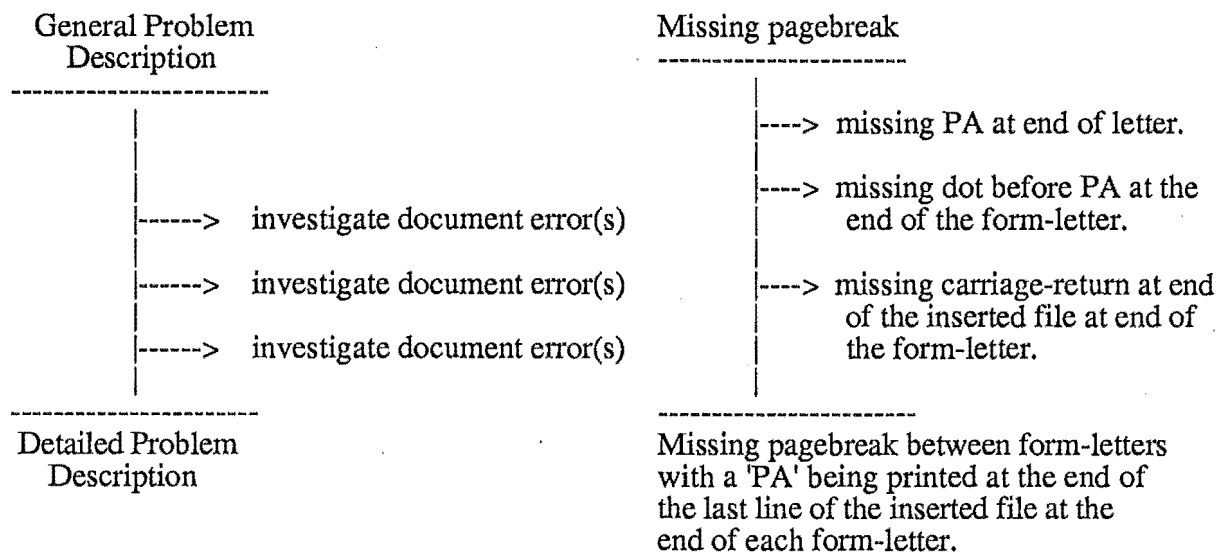 General Problem
Description
------------------------
------> investigate document error(s)
------> investigate document error(s)
------> investigate document error(s)
-----------------------
Detailed Problem
Description
Missing pagebreak
-----------------------
----> missing PA at end of letter.
----> missing dot before PA at the
end of the form-letter.
----> missing carriage-return at end
of the inserted file at end of
the form-letter.
------------------------
Missing pagebreak between form-letters
with a 'PA' being printed at the end of
the last line of the inserted file at the
end of each form-letter.